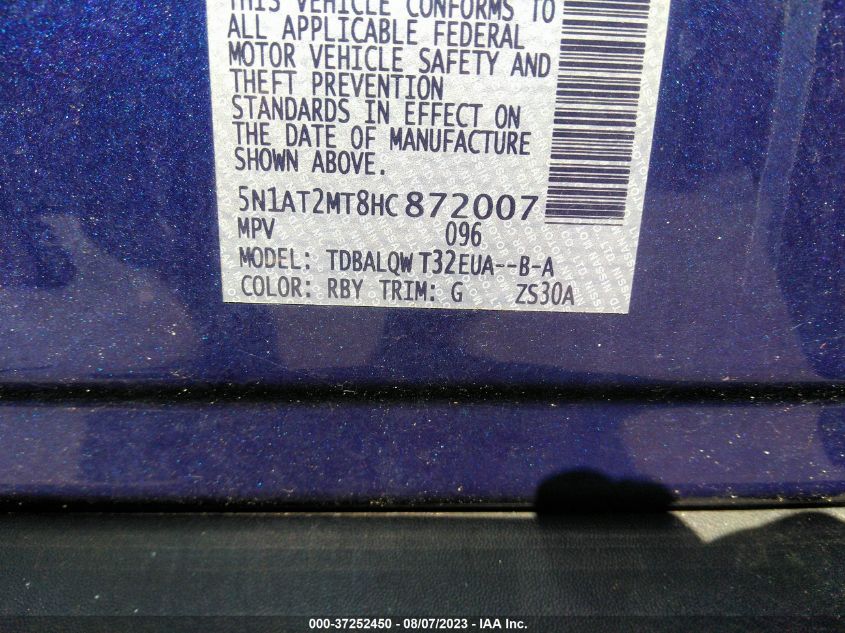 THIS VEHICLE CONFORMS TO
ALL APPLICABLE FEDERAL
MOTOR VEHICLE SAFETY AND
THEFT PREVENTION
STANDARDS IN EFFECT ON
THE DATE OF MANUFACTURE
SHOWN ABOVE.
5N1AT2MT8HC872007
MPV 096
MODEL: TDBALQW T32EUA--B-A
COLOR: RBY TRIM: G ZS30A
000-37252450 - 08/07/2023 - IAA Inc.